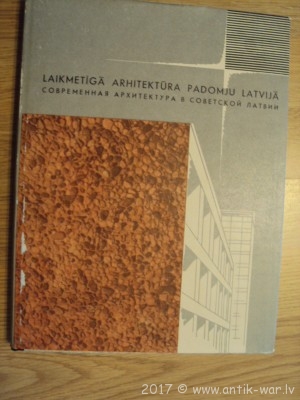 LAIKMETĪGĀ ARHITEKTŪRA PADOMJU LATVIJĀ
СОВРЕМЕННАЯ АРХИТЕКТУРА В СОВЕТСКОЙ ЛАТВИИ
2017 © www.antik-war.lv